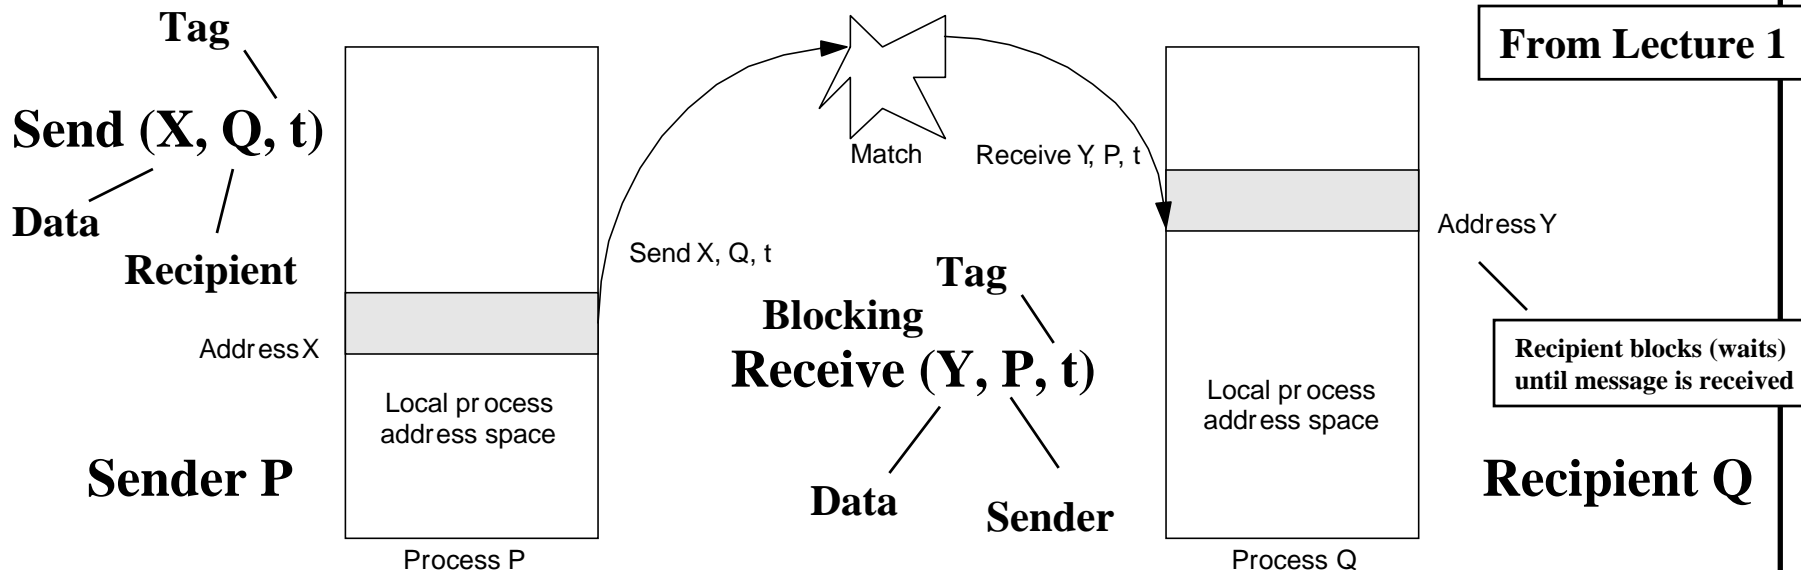 Tag
Send (X, Q, t)
Data
Recipient
Address X
Sender P
Local process
address space
Process P
Send X, Q, t
Match
Receive Y, P, t
Tag
Blocking
Receive (Y, P, t)
Data
Sender
Local process
address space
Process Q
From Lecture 1
Address Y
Recipient blocks (waits)
until message is received
Recipient Q